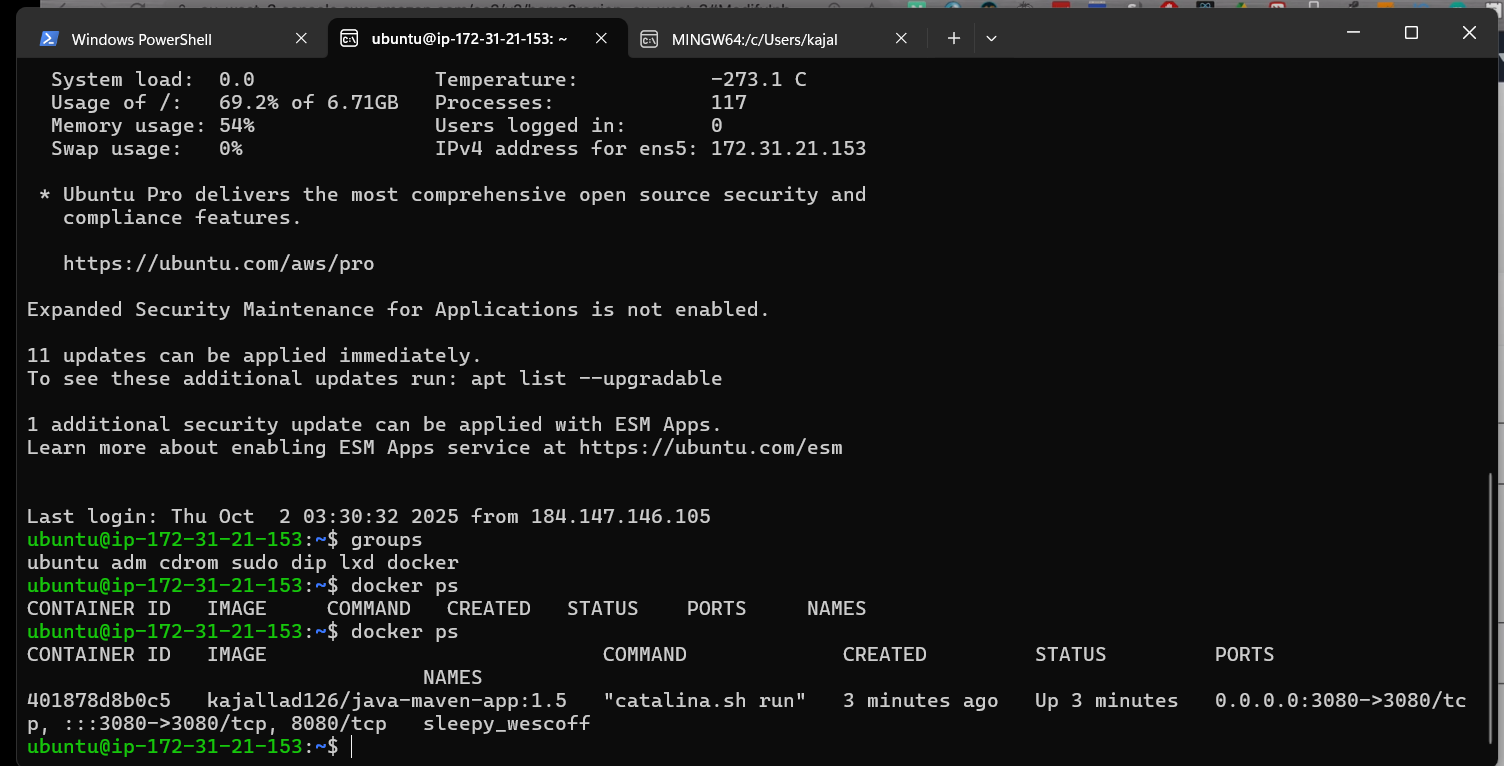 Windows PowerShell
ubuntu@ip-172-31-21-153: ~
MINGW64:/c/Users/kajal
System load: 0.0 Temperature: -273.1 C
Usage of /: 69.2% of 6.71GB Processes: 117
Memory usage: 54% Users logged in: 0
Swap usage: 0% IPv4 address for ens5: 172.31.21.153
* Ubuntu Pro delivers the most comprehensive open source security and
compliance features.
https://ubuntu.com/aws/pro
Expanded Security Maintenance for Applications is not enabled.
11 updates can be applied immediately.
To see these additional updates run: apt list --upgradable
1 additional security update can be applied with ESM Apps.
Learn more about enabling ESM Apps service at https://ubuntu.com/esm
Last login: Thu Oct  2 03:30:32 2025 from 184.147.146.105
ubuntu@ip-172-31-21-153:~$ groups
ubuntu adm cdrom sudo dip lxd docker
ubuntu@ip-172-31-21-153:~$ docker ps
CONTAINER ID IMAGE COMMAND CREATED STATUS PORTS NAMES
ubuntu@ip-172-31-21-153:~$ docker ps
CONTAINER ID IMAGE COMMAND CREATED STATUS PORTS
NAMES
401878d8b0c5 kajallad126/java-maven-app:1.5 "catalina.sh run" 3 minutes ago Up 3 minutes 0.0.0.0:3080->3080/tc
p, :::3080->3080/tcp, 8080/tcp sleepy_wescoff
ubuntu@ip-172-31-21-153:~$